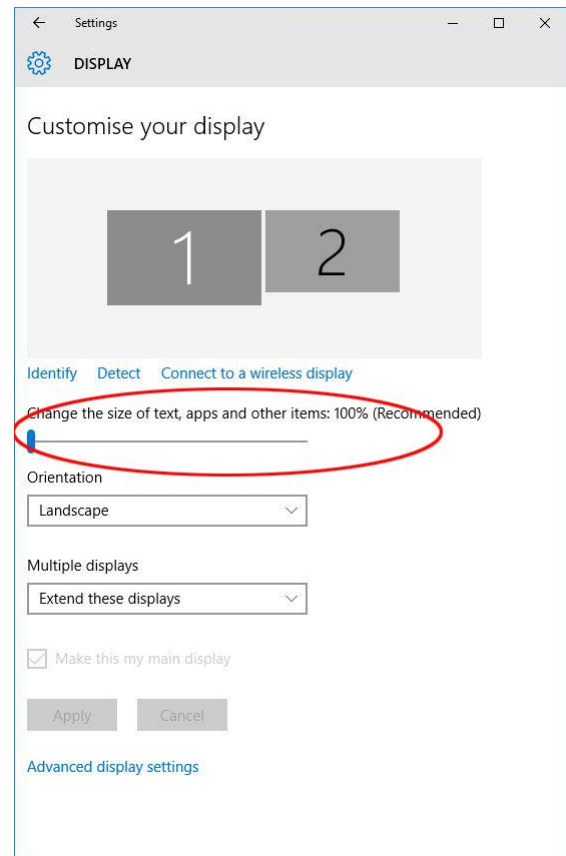 Settings
DISPLAY
Customise your display
1 2
Identify Detect Connect to a wireless display
Change the size of text, apps and other items: 100% (Recommended)
Orientation
Landscape
Multiple displays
Extend these displays
Make this my main display
Apply Cancel
Advanced display settings